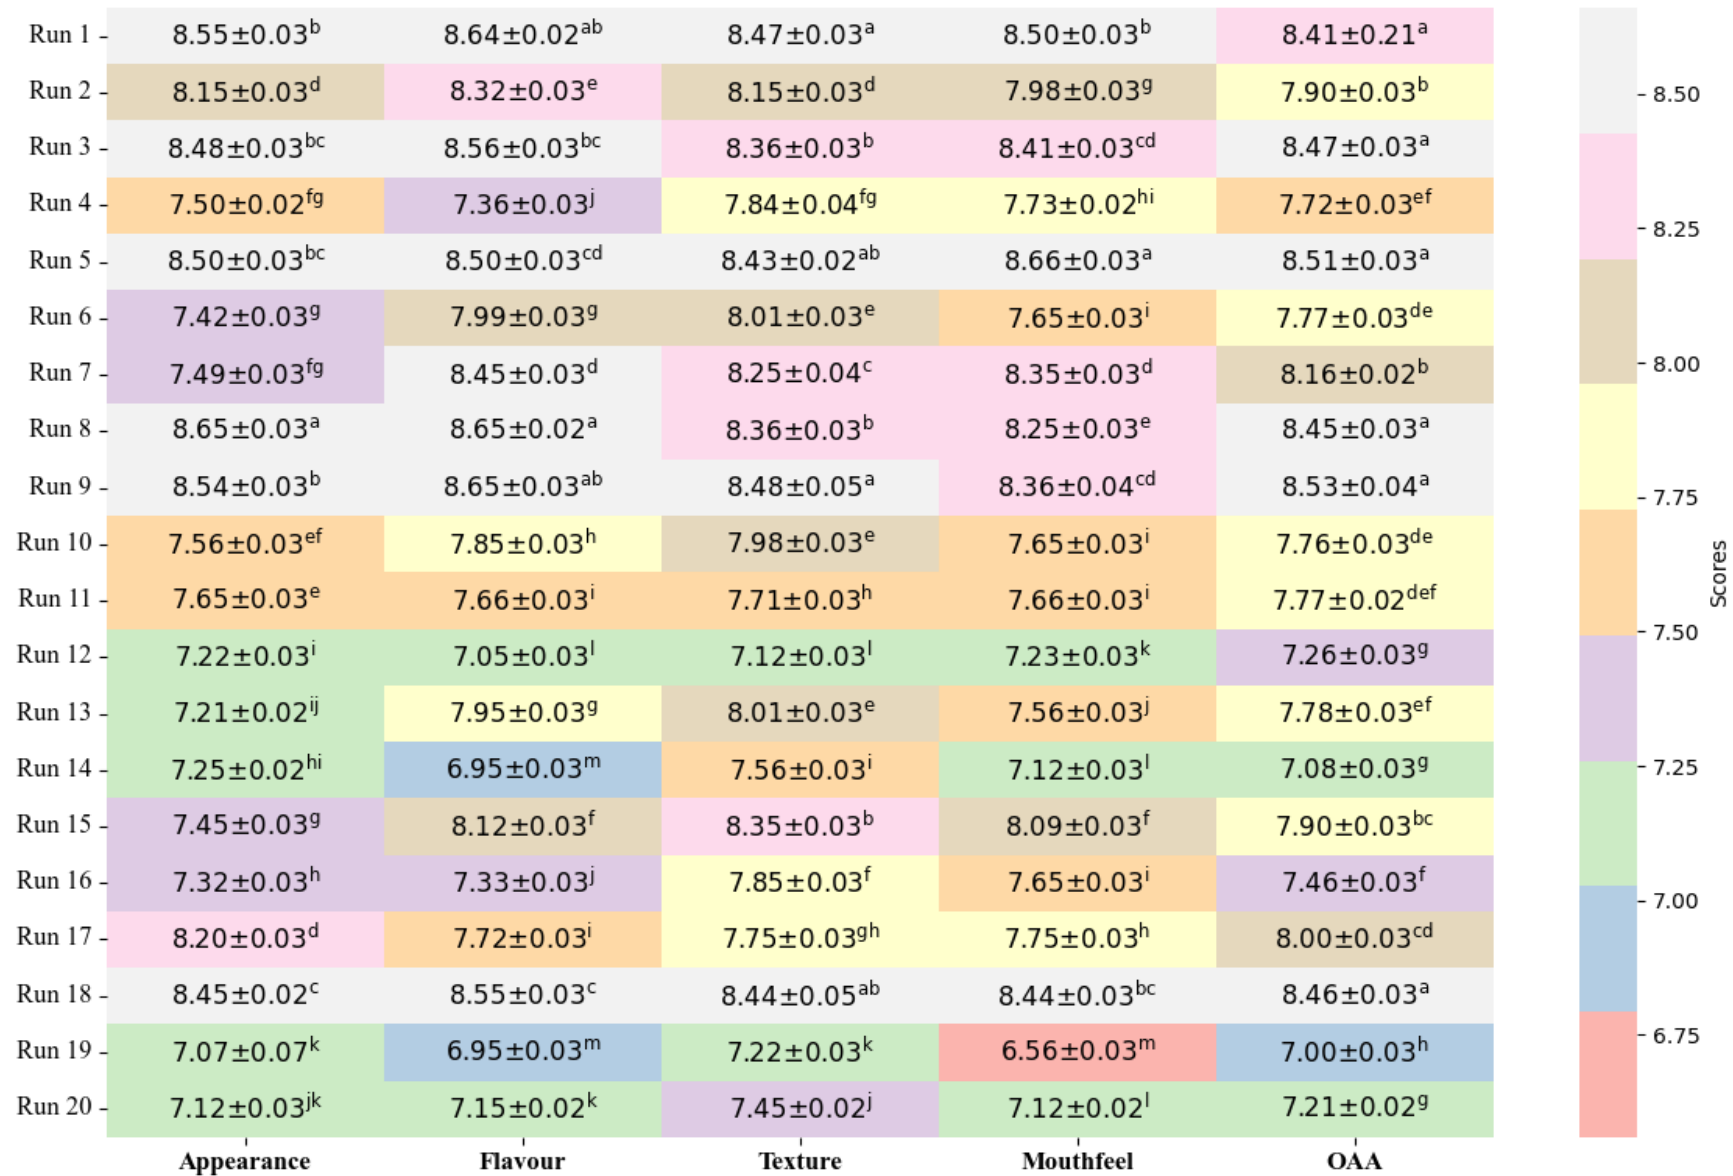 Run 1 8.55±0.03ᵇ 8.64±0.02ᵃᵇ 8.47±0.03ᵃ 8.50±0.03ᵇ 8.41±0.21ᵃ
Run 2 8.15±0.03ᵈ 8.32±0.03ᵉ 8.15±0.03ᵈ 7.98±0.03ᵍ 7.90±0.03ᵇ
8.50
Run 3 8.48±0.03ᵇᶜ 8.56±0.03ᵇᶜ 8.36±0.03ᵇ 8.41±0.03ᶜᵈ 8.47±0.03ᵃ
Run 4 7.50±0.02ᶠᵍ 7.36±0.03ʲ 7.84±0.04ᶠᵍ 7.73±0.02ʰⁱ 7.72±0.03ᵉᶠ
8.25
Run 5 8.50±0.03ᵇᶜ 8.50±0.03ᶜᵈ 8.43±0.02ᵃᵇ 8.66±0.03ᵃ 8.51±0.03ᵃ
Run 6 7.42±0.03ᵍ 7.99±0.03ᵍ 8.01±0.03ᵉ 7.65±0.03ⁱ 7.77±0.03ᵈᵉ
8.00
Run 7 7.49±0.03ᶠᵍ 8.45±0.03ᵈ 8.25±0.04ᶜ 8.35±0.03ᵈ 8.16±0.02ᵇ
Run 8 8.65±0.03ᵃ 8.65±0.02ᵃ 8.36±0.03ᵇ 8.25±0.03ᵉ 8.45±0.03ᵃ
Run 9 8.54±0.03ᵇ 8.65±0.03ᵃᵇ 8.48±0.05ᵃ 8.36±0.04ᶜᵈ 8.53±0.04ᵃ
7.75
Run 10 7.56±0.03ᵉᶠ 7.85±0.03ʰ 7.98±0.03ᵉ 7.65±0.03ⁱ 7.76±0.03ᵈᵉ
Scores
Run 11 7.65±0.03ᵉ 7.66±0.03ⁱ 7.71±0.03ʰ 7.66±0.03ⁱ 7.77±0.02ᵈᵉᶠ
7.50
Run 12 7.22±0.03ⁱ 7.05±0.03ˡ 7.12±0.03ˡ 7.23±0.03ᵏ 7.26±0.03ᵍ
Run 13 7.21±0.02ⁱʲ 7.95±0.03ᵍ 8.01±0.03ᵉ 7.56±0.03ʲ 7.78±0.03ᵉᶠ
7.25
Run 14 7.25±0.02ʰⁱ 6.95±0.03ᵐ 7.56±0.03ⁱ 7.12±0.03ˡ 7.08±0.03ᵍ
Run 15 7.45±0.03ᵍ 8.12±0.03ᶠ 8.35±0.03ᵇ 8.09±0.03ᶠ 7.90±0.03ᵇᶜ
Run 16 7.32±0.03ʰ 7.33±0.03ʲ 7.85±0.03ᶠ 7.65±0.03ⁱ 7.46±0.03ᶠ
7.00
Run 17 8.20±0.03ᵈ 7.72±0.03ⁱ 7.75±0.03ᵍʰ 7.75±0.03ʰ 8.00±0.03ᶜᵈ
Run 18 8.45±0.02ᶜ 8.55±0.03ᶜ 8.44±0.05ᵃᵇ 8.44±0.03ᵇᶜ 8.46±0.03ᵃ
6.75
Run 19 7.07±0.07ᵏ 6.95±0.03ᵐ 7.22±0.03ᵏ 6.56±0.03ᵐ 7.00±0.03ʰ
Run 20 7.12±0.03ʲᵏ 7.15±0.02ᵏ 7.45±0.02ʲ 7.12±0.02ˡ 7.21±0.02ᵍ
Appearance Flavour Texture Mouthfeel OAA